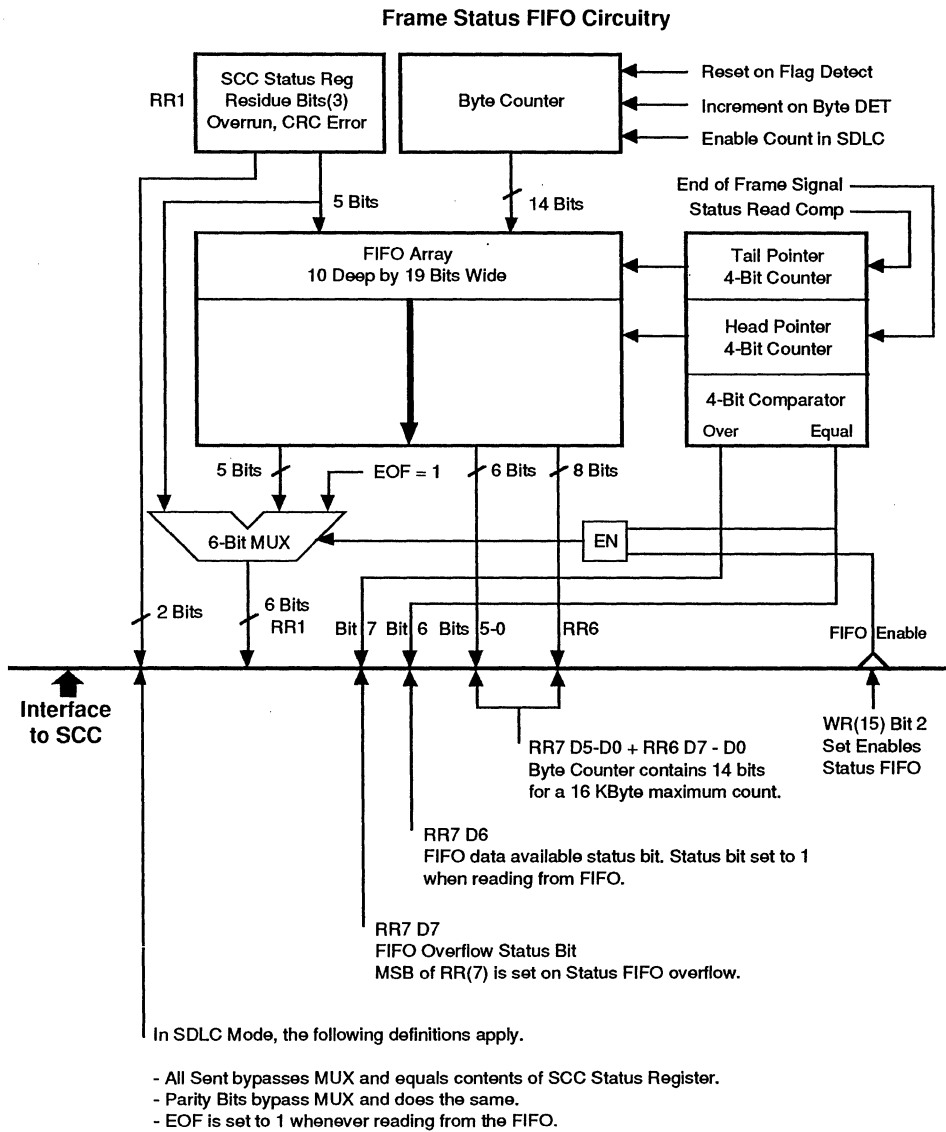 Frame Status FIFO Circuitry
RR1
SCC Status Reg
Residue Bits(3)
Overrun, CRC Error
Byte Counter
Reset on Flag Detect
Increment on Byte DET
Enable Count in SDLC
5 Bits
14 Bits
End of Frame Signal
Status Read Comp
FIFO Array
10 Deep by 19 Bits Wide
Tail Pointer
4-Bit Counter
Head Pointer
4-Bit Counter
4-Bit Comparator
Over Equal
5 Bits
EOF = 1
6 Bits
8 Bits
6-Bit MUX
EN
2 Bits
6 Bits
RR1
Bit 7
Bit 6
Bits 5-0
RR6
FIFO Enable
Interface
to SCC
WR(15) Bit 2
Set Enables
Status FIFO
RR7 D5-D0 + RR6 D7 - D0
Byte Counter contains 14 bits
for a 16 KByte maximum count.
RR7 D6
FIFO data available status bit. Status bit set to 1
when reading from FIFO.
RR7 D7
FIFO Overflow Status Bit
MSB of RR(7) is set on Status FIFO overflow.
In SDLC Mode, the following definitions apply.
- All Sent bypasses MUX and equals contents of SCC Status Register.
- Parity Bits bypass MUX and does the same.
- EOF is set to 1 whenever reading from the FIFO.